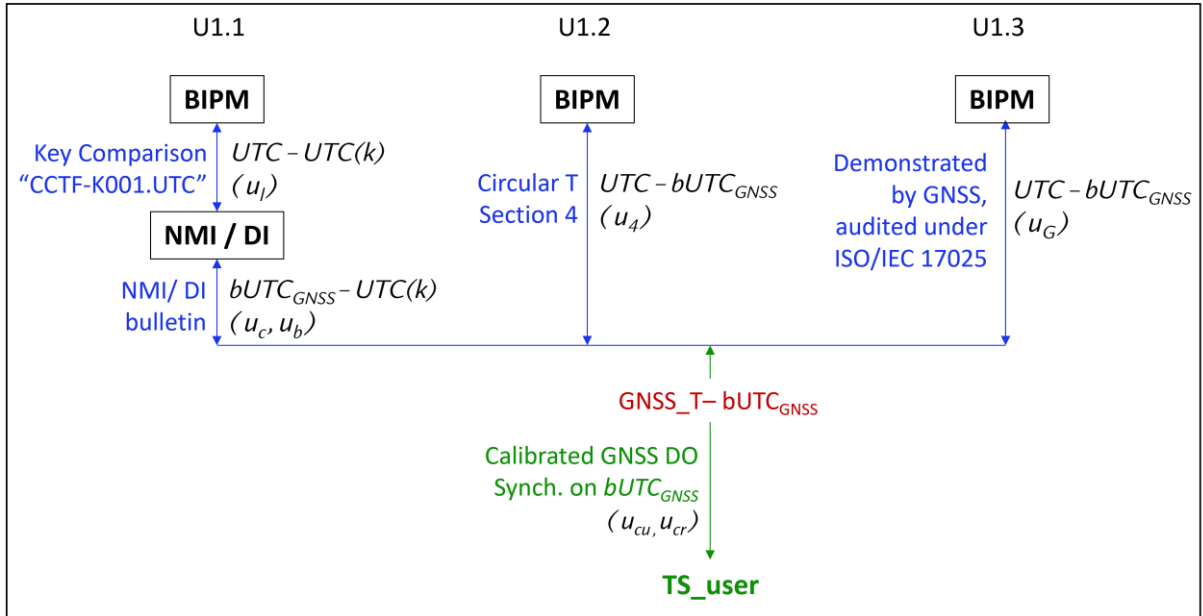 U1.1
U1.2
U1.3
BIPM
BIPM
BIPM
Key Comparison
“CCTF-K001.UTC”
UTC – UTC(k)
(u_l)
NMI / DI
NMI/ DI
bulletin
bUTC_GNSS – UTC(k)
(u_c, u_b)
Circular T
Section 4
UTC – bUTC_GNSS
(u_4)
Demonstrated
by GNSS,
audited under
ISO/IEC 17025
UTC – bUTC_GNSS
(u_G)
GNSS_T– bUTC_GNSS
Calibrated GNSS DO
Synch. on bUTC_GNSS
(u_cu, u_cr)
TS_user